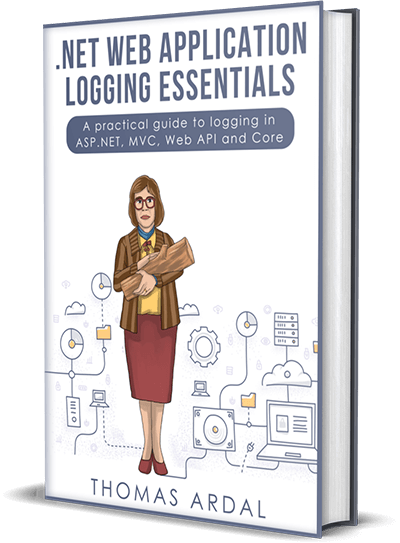 .NET WEB APPLICATION
LOGGING ESSENTIALS
A practical guide to logging in
ASP.NET, MVC, Web API and Core
THOMAS ARDAL